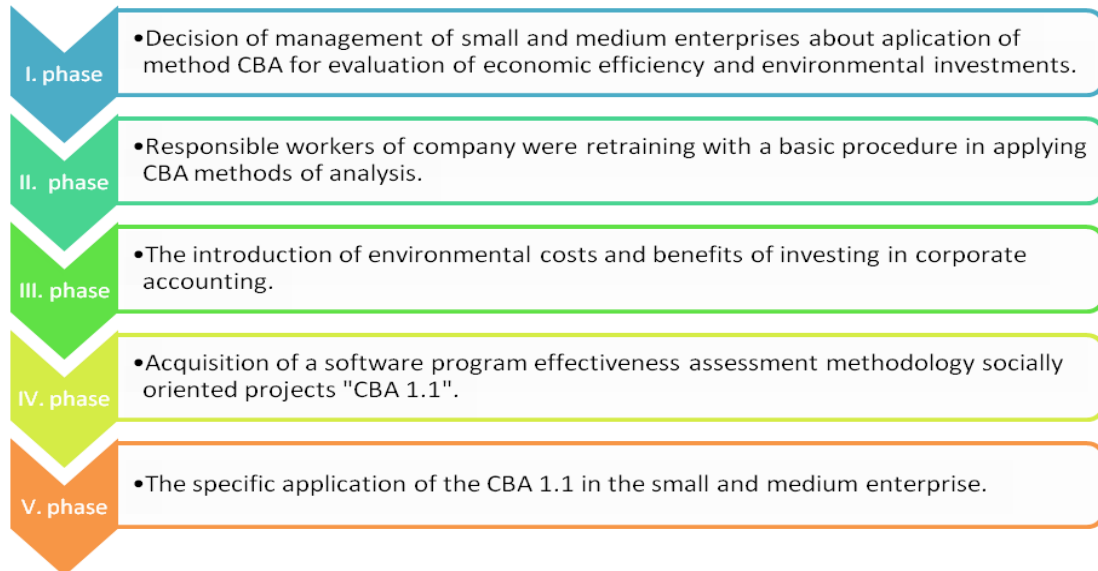 I. phase
•Decision of management of small and medium enterprises about aplication of
method CBA for evaluation of economic efficiency and environmental investments.
II. phase
•Responsible workers of company were retraining with a basic procedure in applying
CBA methods of analysis.
III. phase
•The introduction of environmental costs and benefits of investing in corporate
accounting.
IV. phase
•Acquisition of a software program effectiveness assessment methodology socially
oriented projects "CBA 1.1".
V. phase
•The specific application of the CBA 1.1 in the small and medium enterprise.